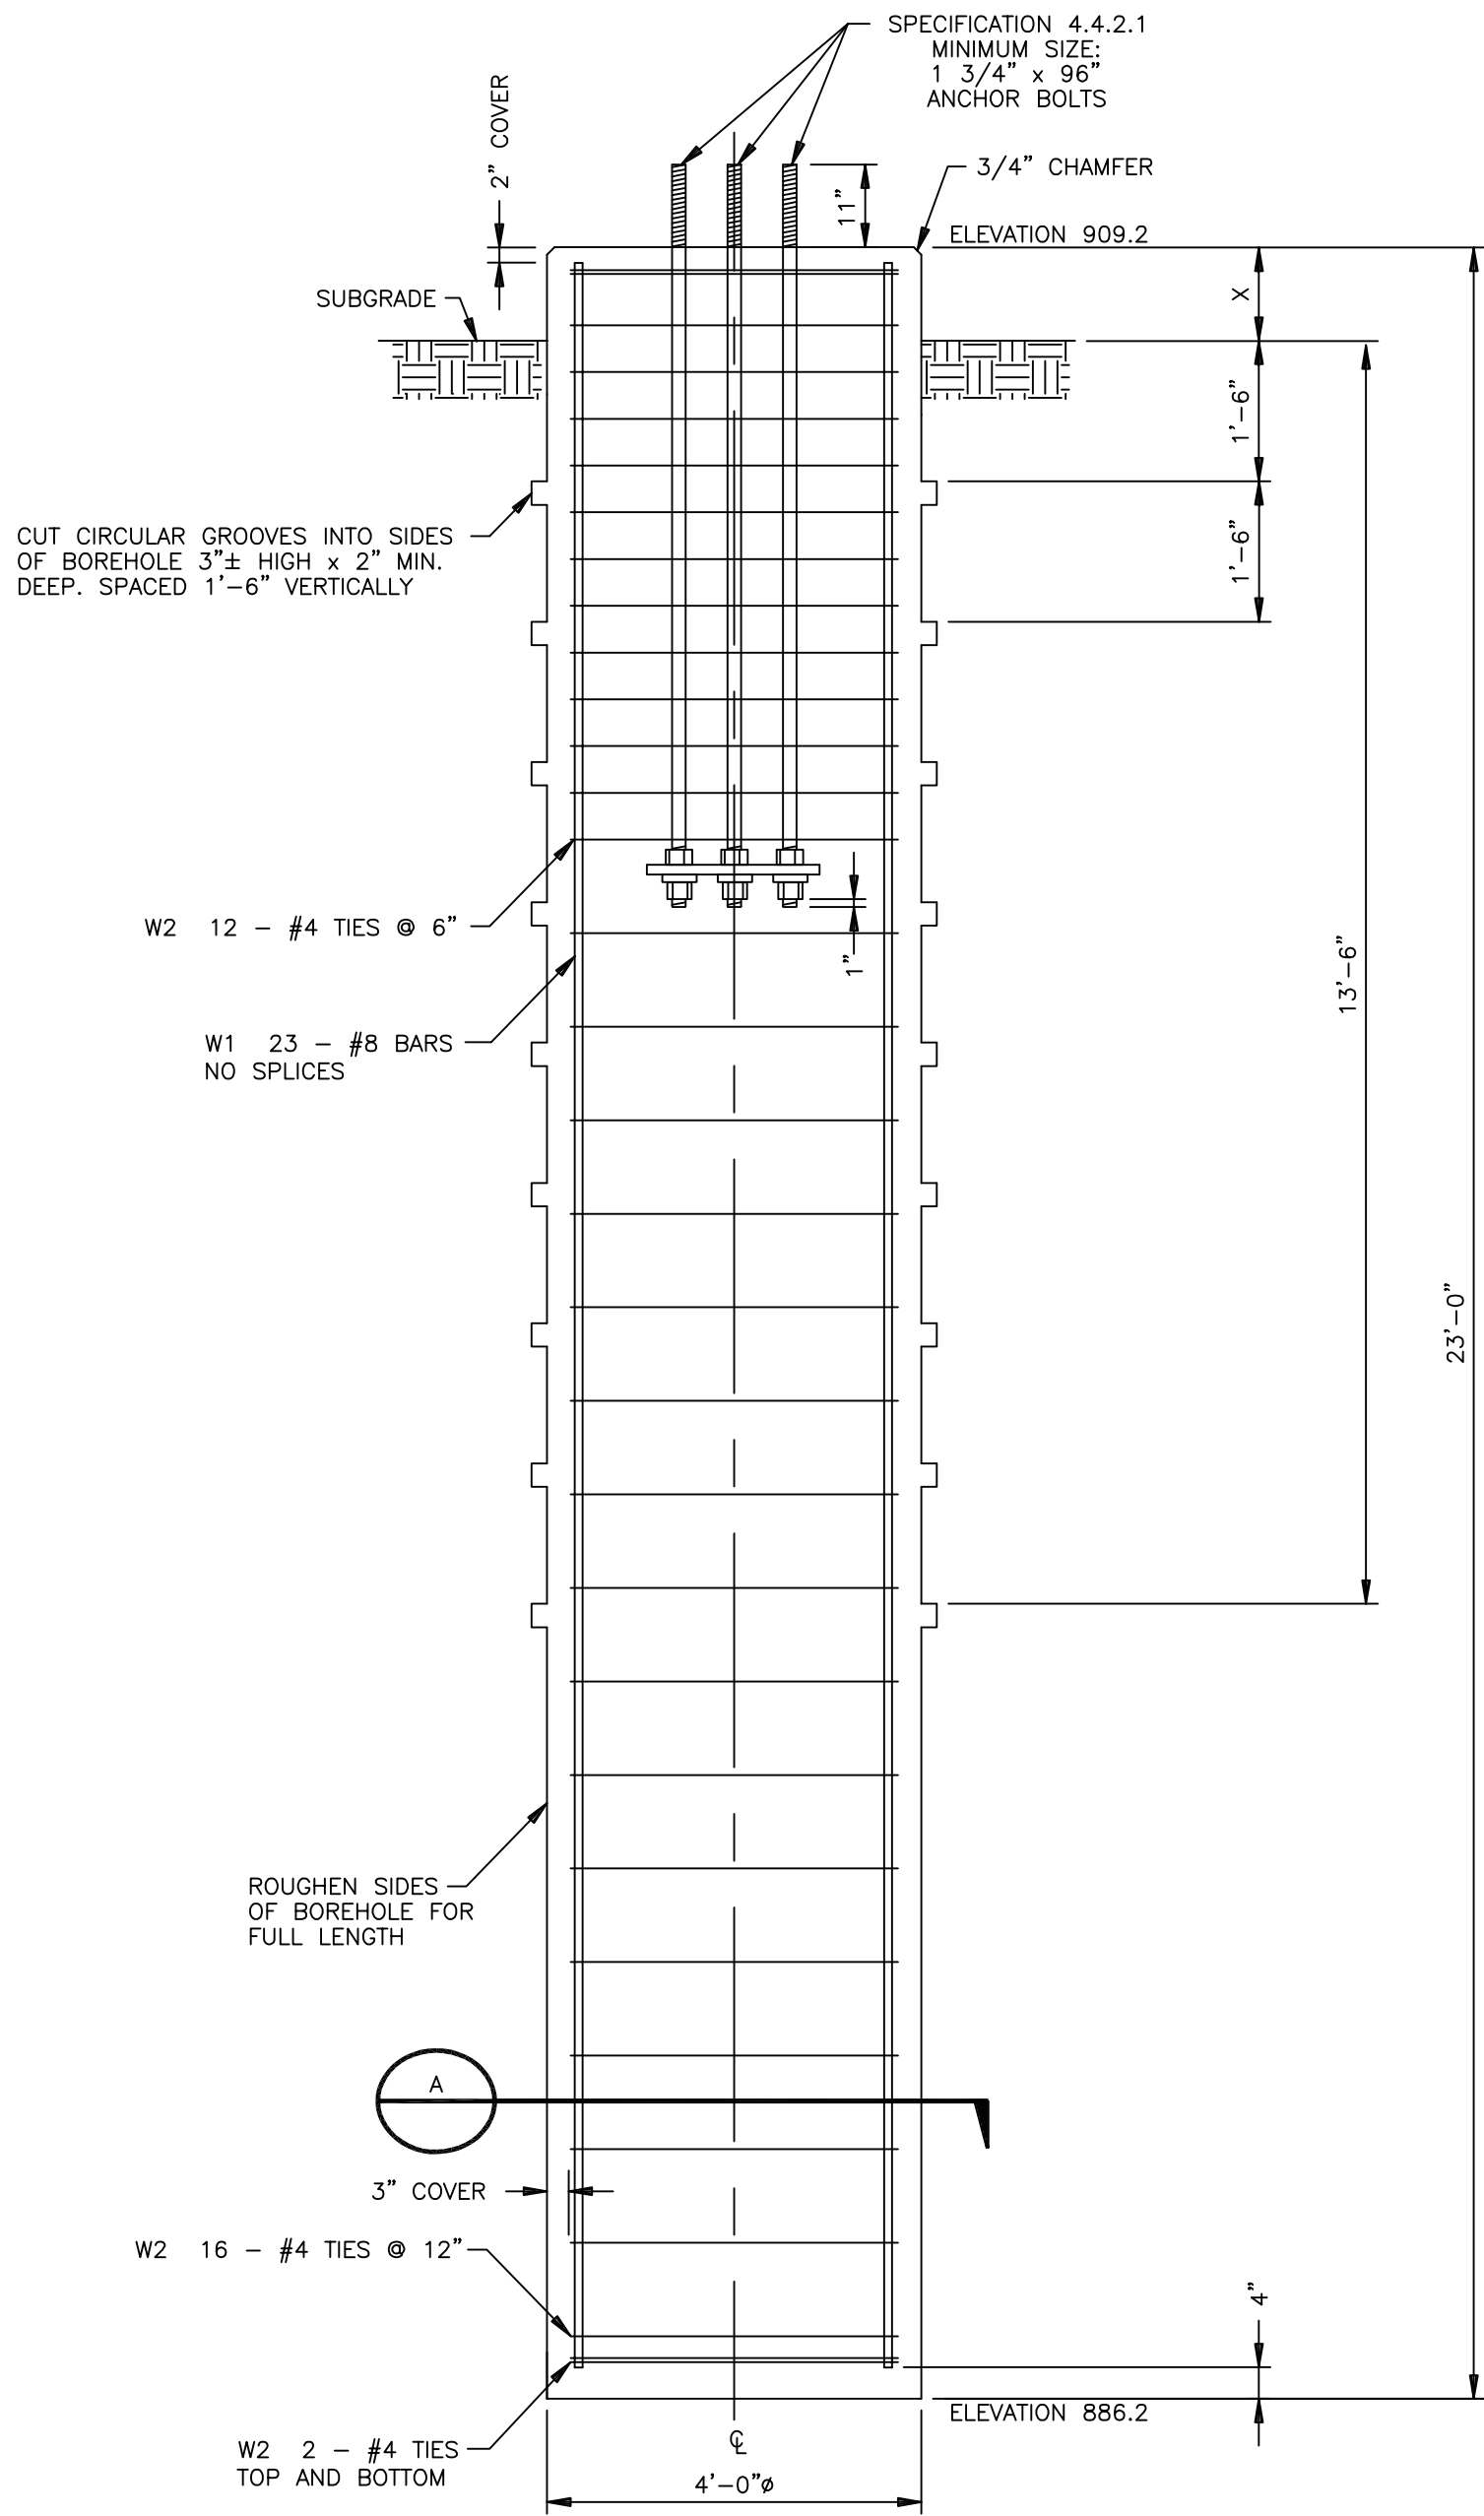 SPECIFICATION 4.4.2.1
MINIMUM SIZE:
1 3/4" x 96"
ANCHOR BOLTS
2" COVER
3/4" CHAMFER
11"
ELEVATION 909.2
SUBGRADE
X
1'-6"
CUT CIRCULAR GROOVES INTO SIDES
OF BOREHOLE 3"± HIGH x 2" MIN.
DEEP. SPACED 1'-6" VERTICALLY
1'-6"
W2 12 - #4 TIES @ 6"
1"
13'-6"
W1 23 - #8 BARS
NO SPLICES
23'-0"
ROUGHEN SIDES
OF BOREHOLE FOR
FULL LENGTH
A
3" COVER
W2 16 - #4 TIES @ 12"
4"
ELEVATION 886.2
W2 2 - #4 TIES
TOP AND BOTTOM
℄
4'-0"ø